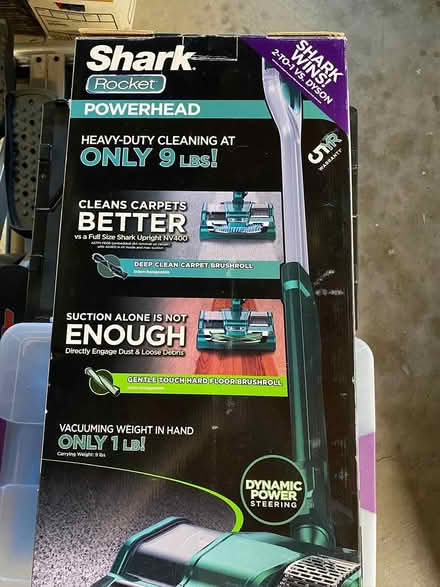 Shark
Rocket
POWERHEAD
SHARK
WINS!
2-TO-1 VS. DYSON
HEAVY-DUTY CLEANING AT
ONLY 9 LBS!
5YR
WARRANTY
CLEANS CARPETS
BETTER
vs a Full Size Shark Upright NV400
DEEP CLEAN CARPET BRUSHROLL
SUCTION ALONE IS NOT
ENOUGH
Directly Engage Dust & Loose Debris
GENTLE TOUCH HARD FLOOR BRUSHROLL
VACUUMING WEIGHT IN HAND
ONLY 1 LB!
Carrying Weight: 9 lbs
DYNAMIC
POWER
STEERING